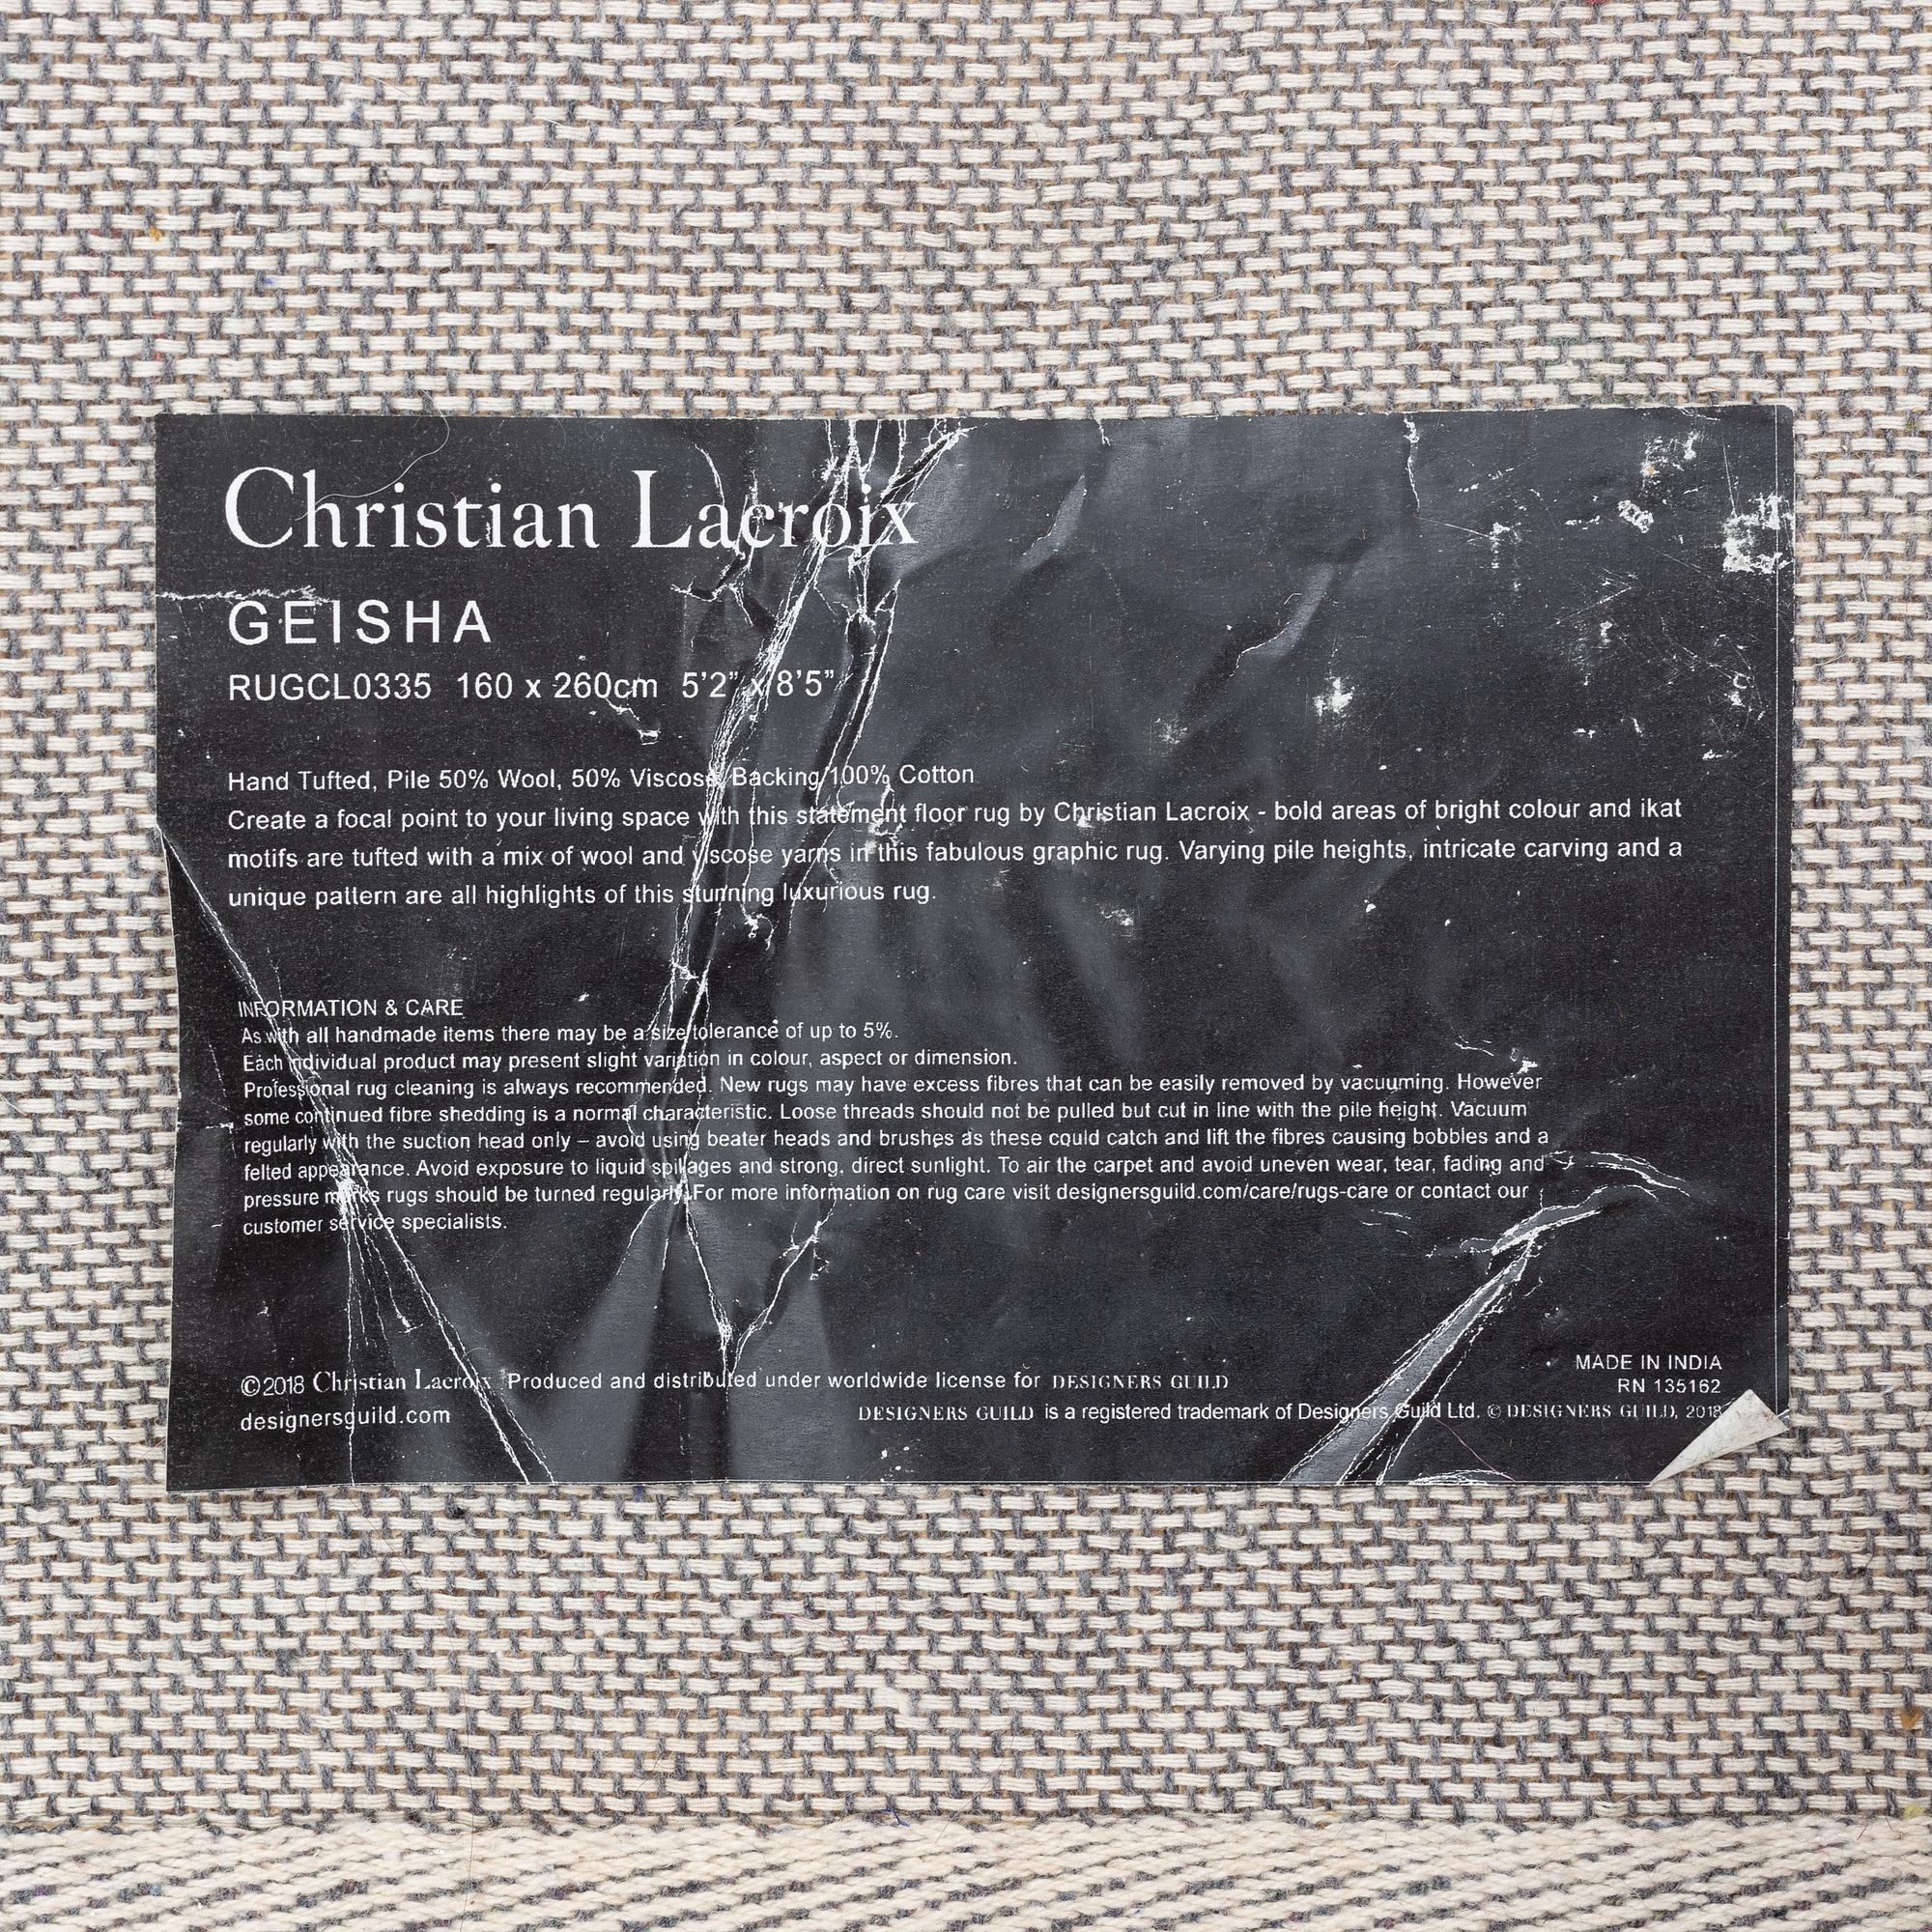 Christian Lacroix
GEISHA
RUGCL0335 160 x 260cm 5'2” x 8'5”
Hand Tufted, Pile 50% Wool, 50% Viscose, Backing 100% Cotton
Create a focal point to your living space with this statement floor rug by Christian Lacroix - bold areas of bright colour and ikat
motifs are tufted with a mix of wool and viscose yarns in this fabulous graphic rug. Varying pile heights, intricate carving and a
unique pattern are all highlights of this stunning luxurious rug.
INFORMATION & CARE
As with all handmade items there may be a size tolerance of up to 5%.
Each individual product may present slight variation in colour, aspect or dimension.
Professional rug cleaning is always recommended. New rugs may have excess fibres that can be easily removed by vacuuming. However
some continued fibre shedding is a normal characteristic. Loose threads should not be pulled but cut in line with the pile height. Vacuum
regularly with the suction head only – avoid using beater heads and brushes as these could catch and lift the fibres causing bobbles and a
felted appearance. Avoid exposure to liquid spillages and strong, direct sunlight. To air the carpet and avoid uneven wear, tear, fading and
pressure marks rugs should be turned regularly. For more information on rug care visit designersguild.com/care/rugs-care or contact our
customer service specialists.
©2018 Christian Lacroix Produced and distributed under worldwide license for DESIGNERS GUILD
designersguild.com
MADE IN INDIA
RN 135162
DESIGNERS GUILD is a registered trademark of Designers Guild Ltd. © DESIGNERS GUILD, 2018